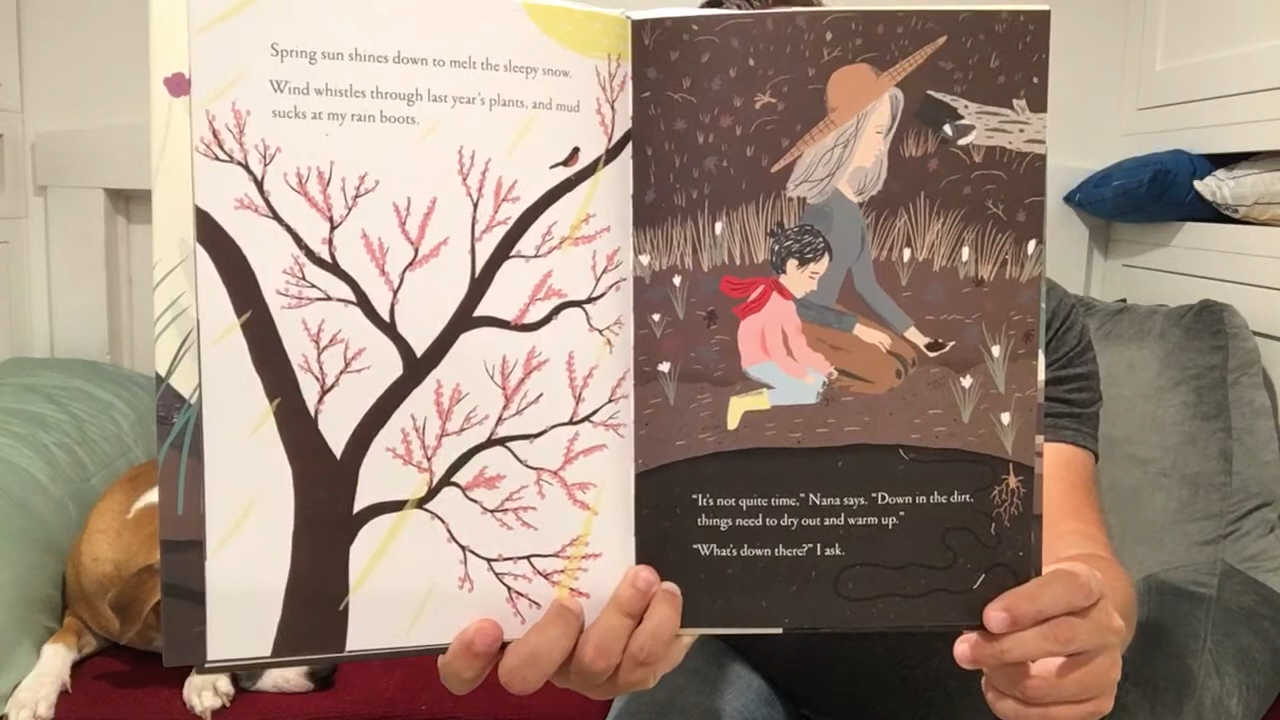 Spring sun shines down to melt the sleepy snow.
Wind whistles through last year's plants, and mud
sucks at my rain boots.
“It's not quite time,” Nana says. “Down in the dirt,
things need to dry out and warm up.”
“What's down there?” I ask.